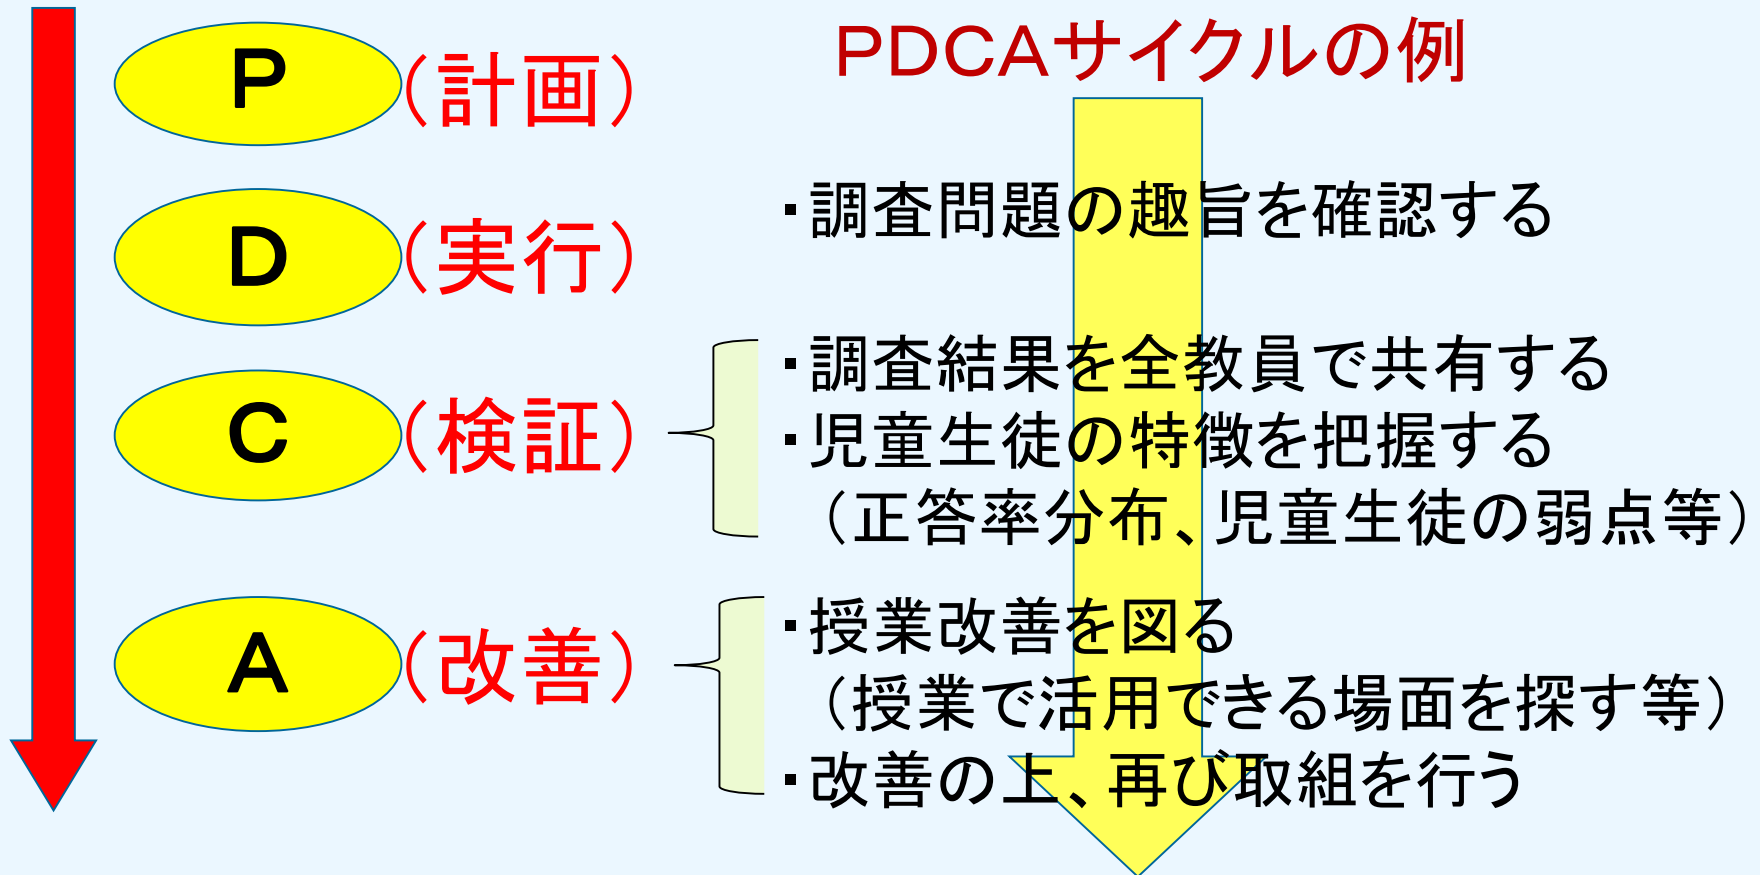 PDCAサイクルの例
P（計画）
D（実行）
・調査問題の趣旨を確認する
C（検証）
・調査結果を全教員で共有する
・児童生徒の特徴を把握する
（正答率分布、児童生徒の弱点等）
A（改善）
・授業改善を図る
（授業で活用できる場面を探す等）
・改善の上、再び取組を行う